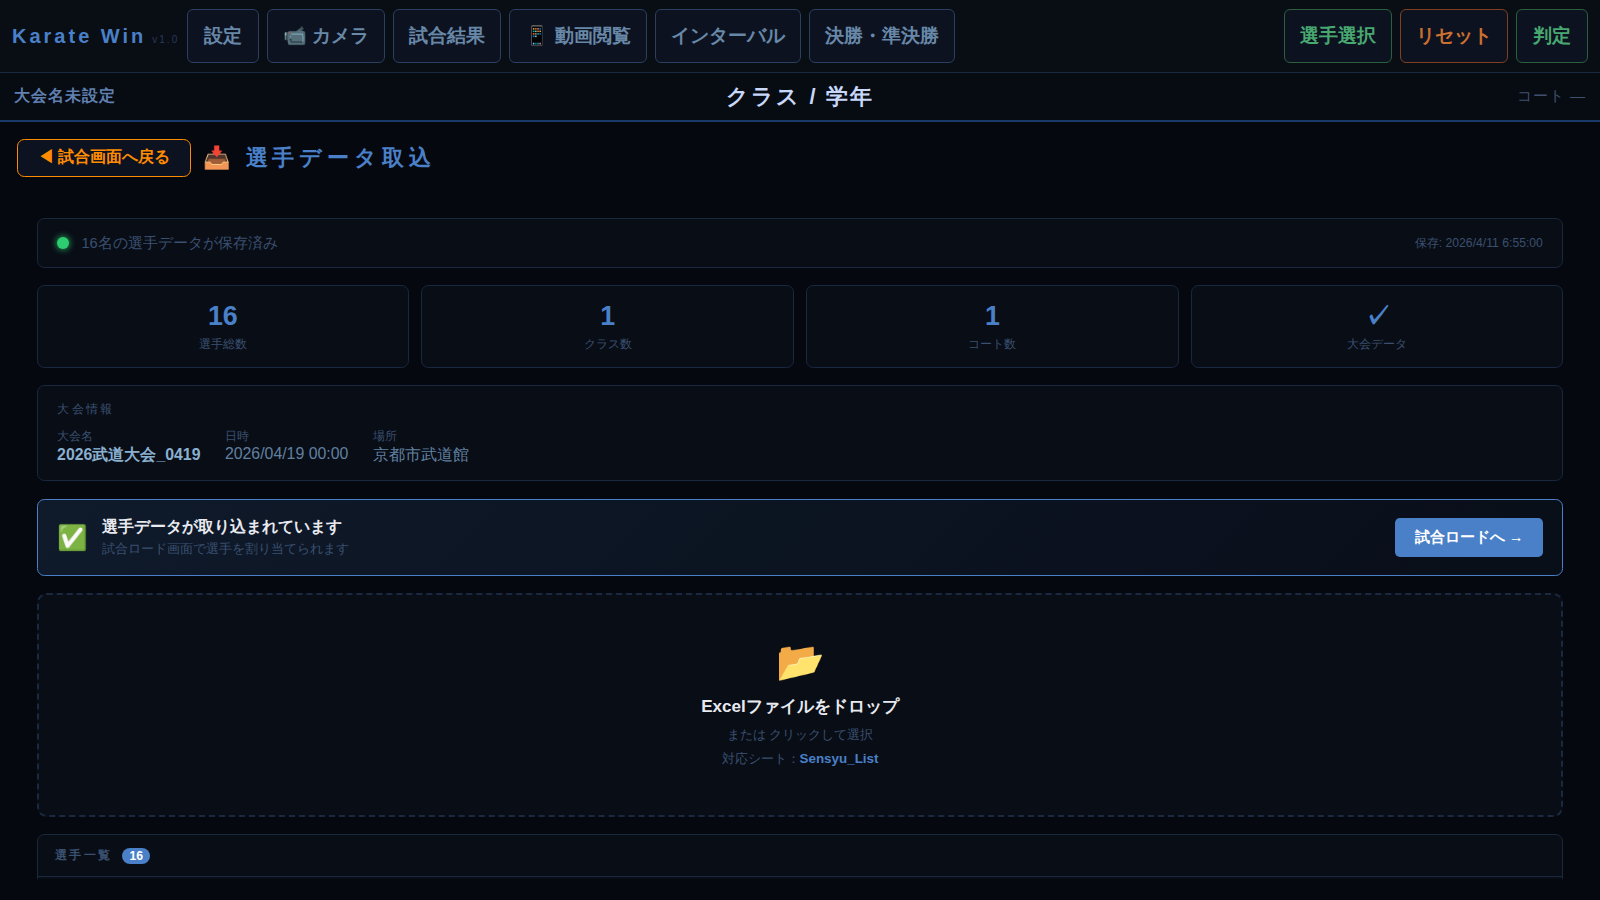 Karate Win v1.0
設定
📹 カメラ
試合結果
📱 動画閲覧
インターバル
決勝・準決勝
選手選択
リセット
判定
大会名未設定
クラス / 学年
コート —
◀ 試合画面へ戻る
📥 選手データ取込
16名の選手データが保存済み
保存: 2026/4/11 6:55:00
16
選手総数
1
クラス数
1
コート数
✓
大会データ
大会情報
大会名
2026武道大会_0419
日時
2026/04/19 00:00
場所
京都市武道館
✅ 選手データが取り込まれています
試合ロード画面で選手を割り当てられます
試合ロードへ →
📂
Excelファイルをドロップ
または クリックして選択
対応シート：Sensyu_List
選手一覧 16